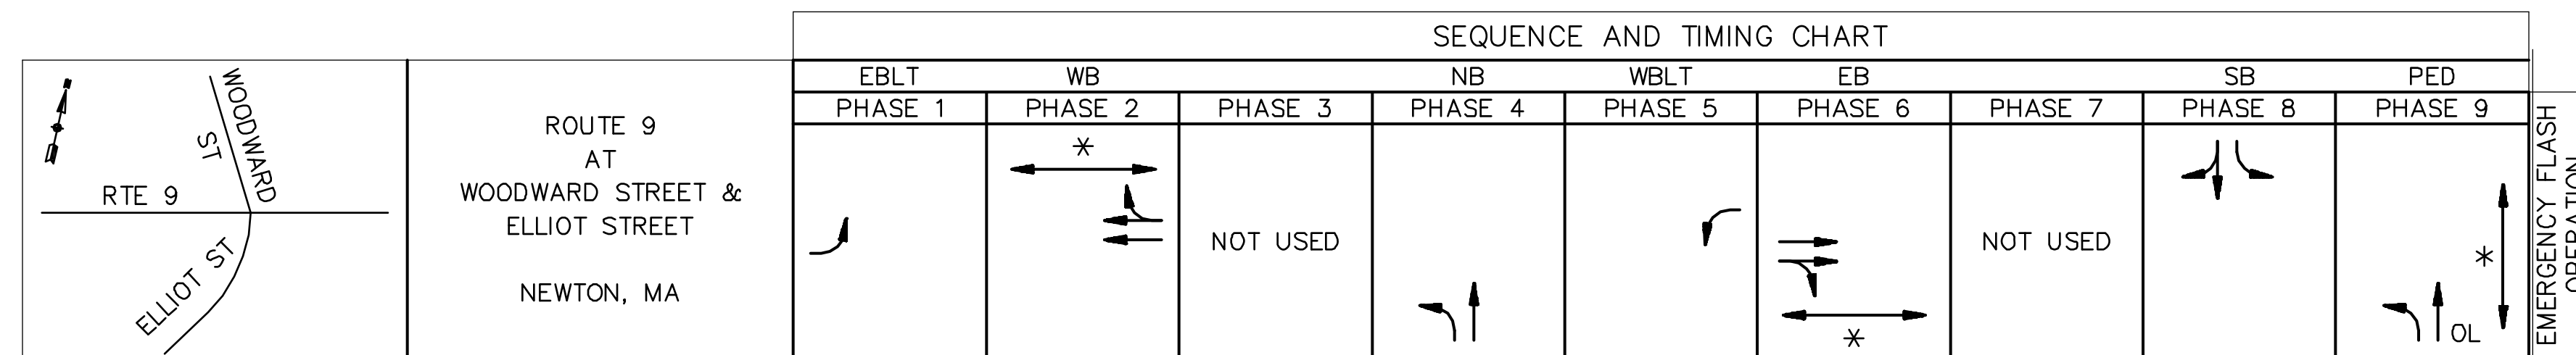 SEQUENCE AND TIMING CHART
EBLT WB NB WBLT EB SB PED
PHASE 1 PHASE 2 PHASE 3 PHASE 4 PHASE 5 PHASE 6 PHASE 7 PHASE 8 PHASE 9
WOODWARD
ST
RTE 9
ELLIOT ST
ROUTE 9
AT
WOODWARD STREET &
ELLIOT STREET
NEWTON, MA
*
NOT USED
*
NOT USED
*
OL
EMERGENCY FLASH
OPERATION